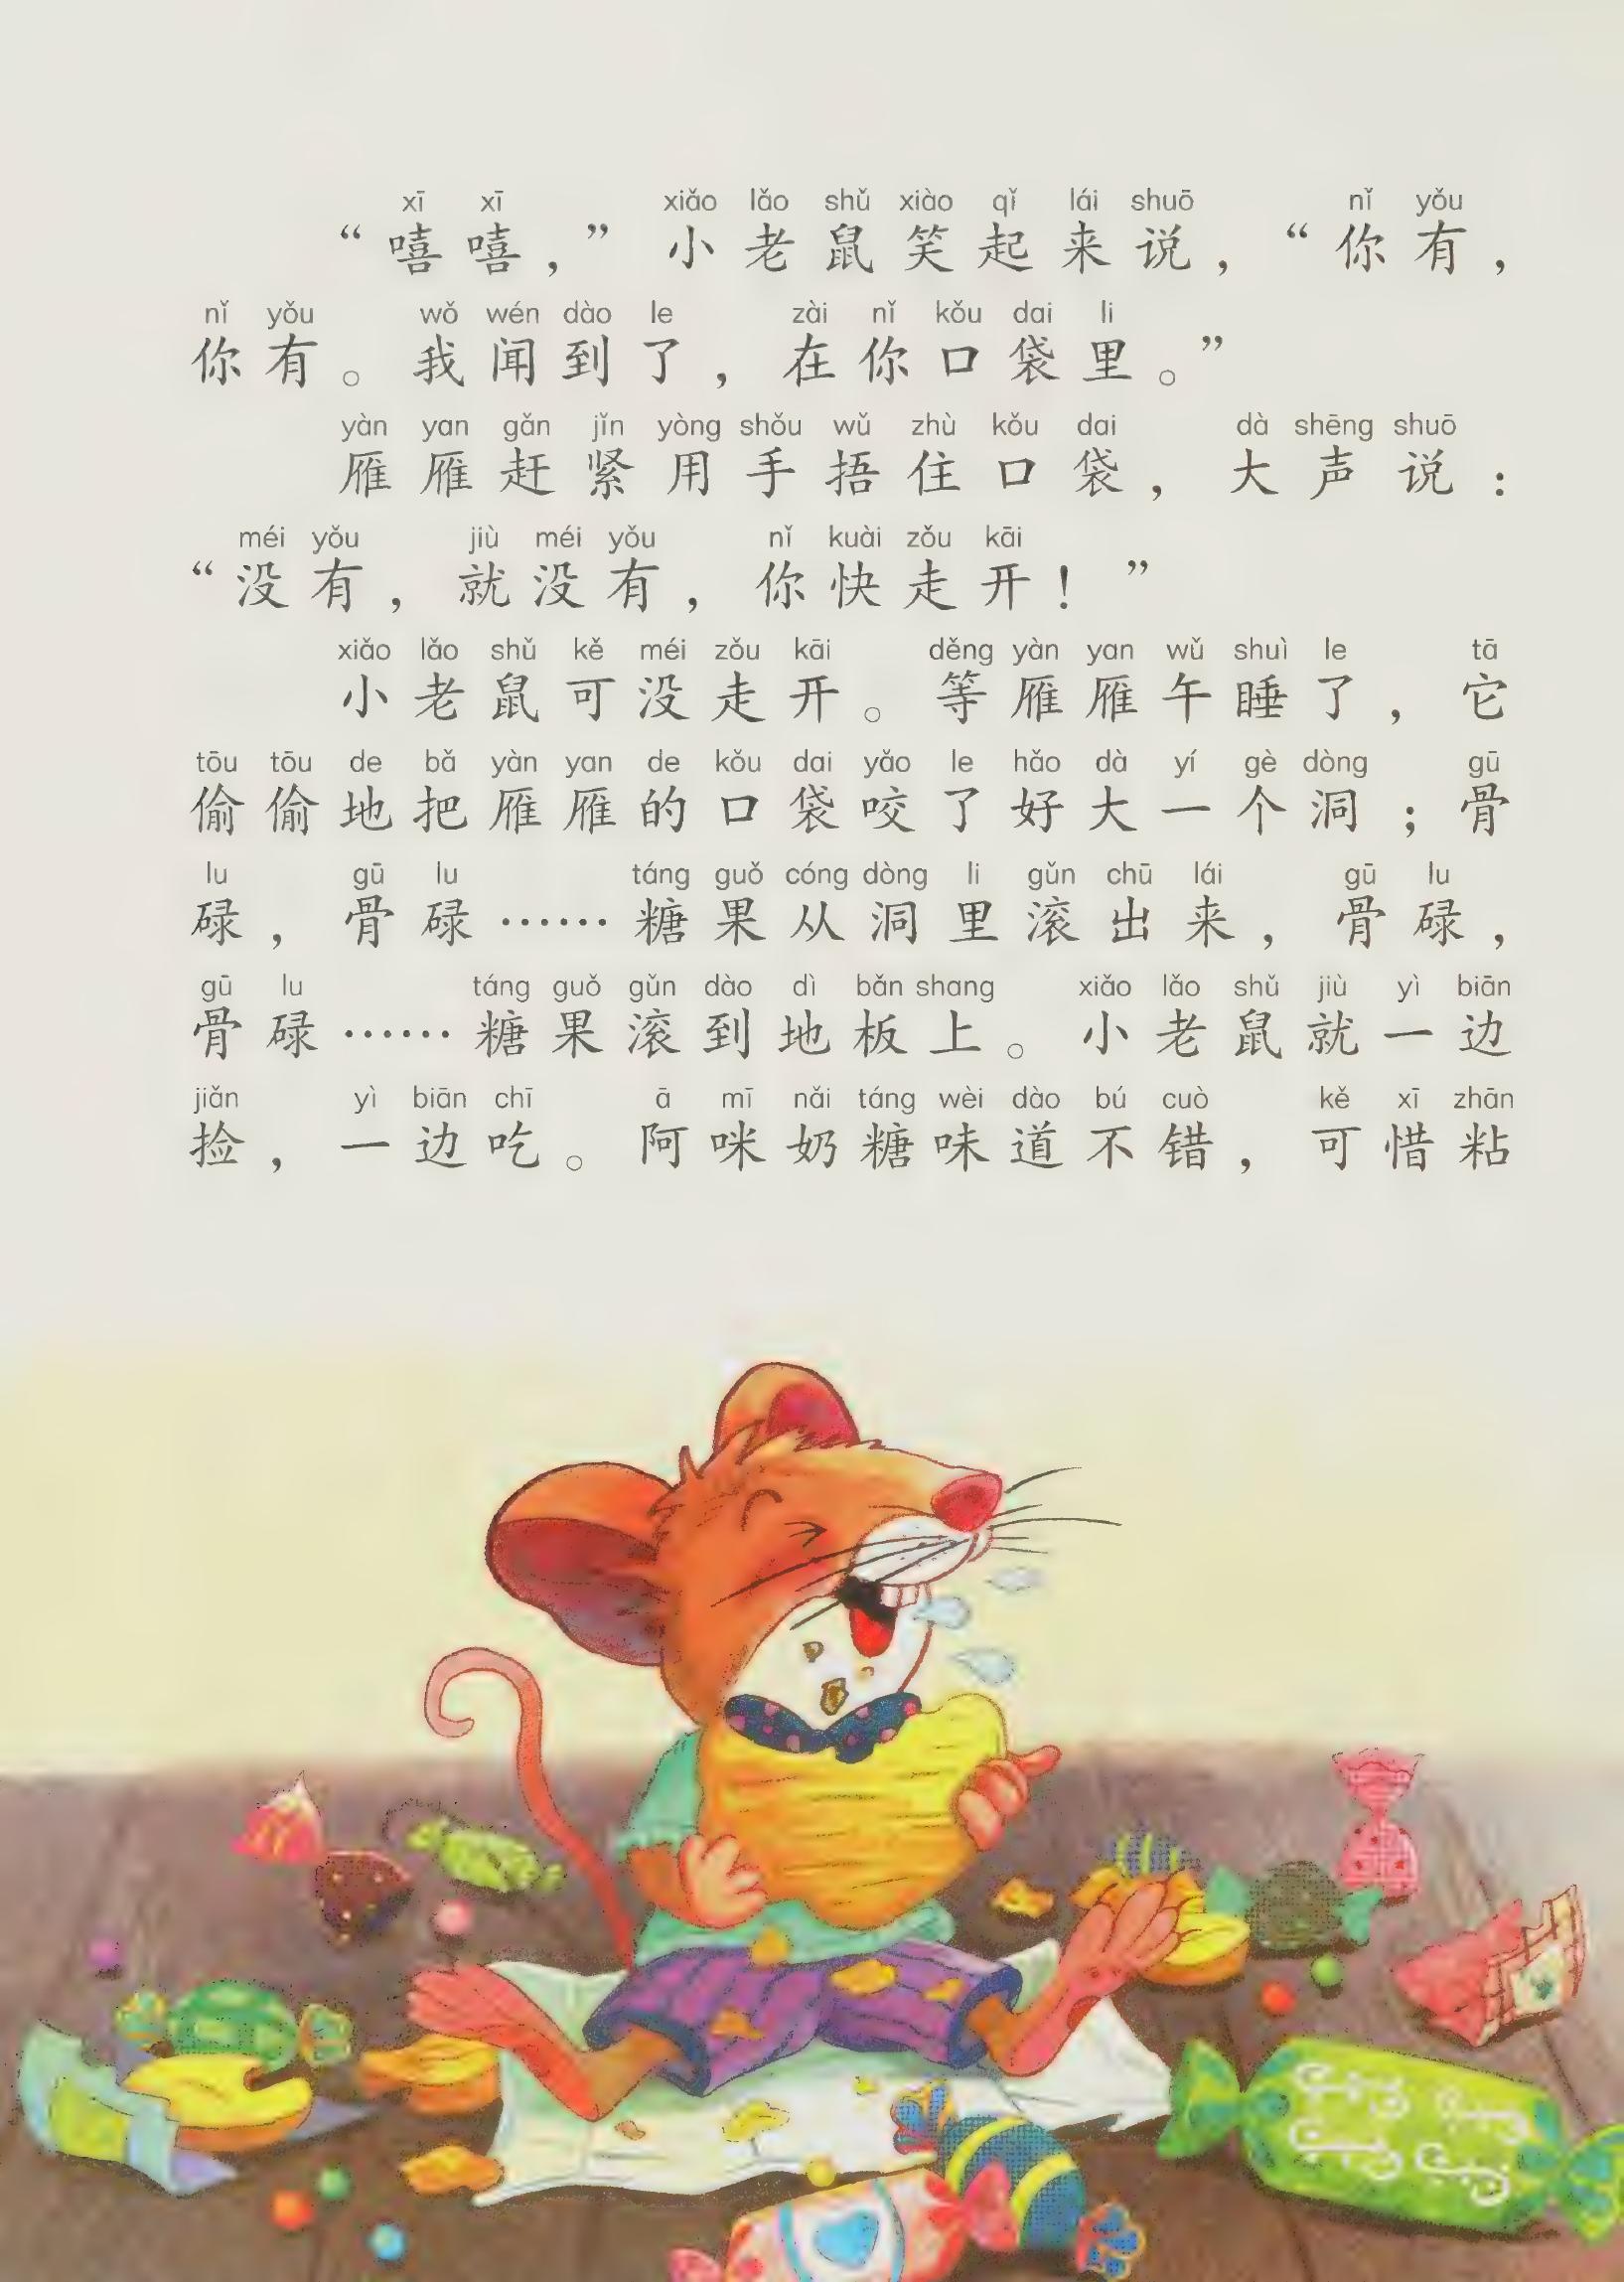 xī xī xiǎo lǎo shǔ xiào qǐ lái shuō nǐ yǒu
“嘻嘻，”小老鼠笑起来说，“你有，
nǐ yǒu wǒ wén dào le zài nǐ kǒu dai li
你有。我闻到了，在你口袋里。”
yàn yan gǎn jǐn yòng shǒu wǔ zhù kǒu dai dà shēng shuō
雁雁赶紧用手捂住口袋，大声说：
méi yǒu jiù méi yǒu nǐ kuài zǒu kāi
“没有，就没有，你快走开！”
xiǎo lǎo shǔ kě méi zǒu kāi děng yàn yan wǔ shuì le tā
小老鼠可没走开。等雁雁午睡了，它
tōu tōu de bǎ yàn yan de kǒu dai yǎo le hǎo dà yí gè dòng gū
偷偷地把雁雁的口袋咬了好大一个洞；骨
lu gū lu táng guǒ cóng dòng li gǔn chū lái gū lu
碌，骨碌……糖果从洞里滚出来，骨碌，
gū lu táng guǒ gǔn dào dì bǎn shang xiǎo lǎo shǔ jiù yì biān
骨碌……糖果滚到地板上。小老鼠就一边
jiǎn yì biān chī ā mī nǎi táng wèi dào bú cuò kě xī zhān
捡，一边吃。阿咪奶糖味道不错，可惜粘